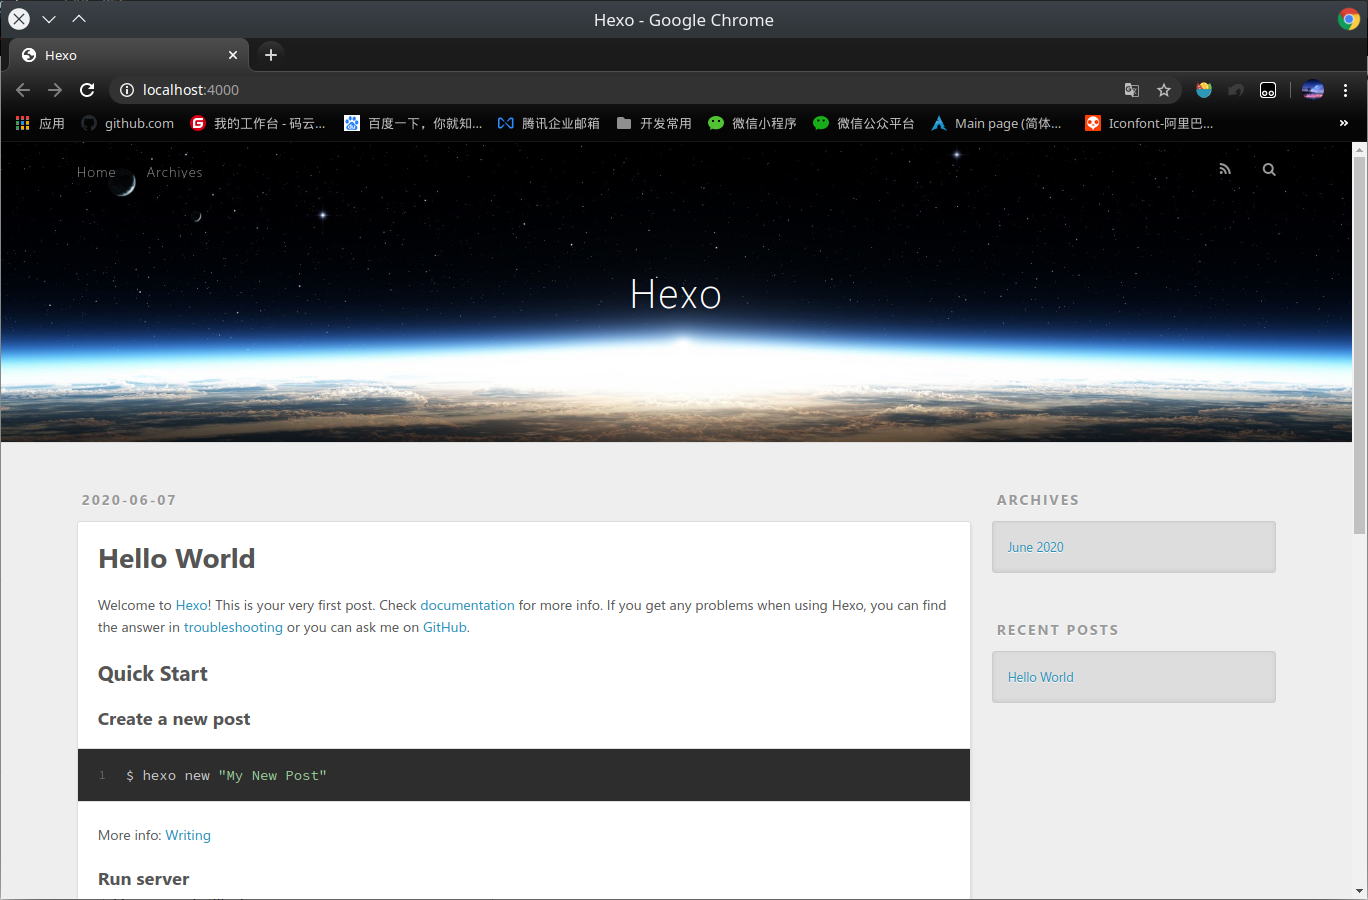 Hexo - Google Chrome
Hexo
localhost:4000
应用
github.com
我的工作台 - 码云...
百度一下，你就知...
腾讯企业邮箱
开发常用
微信小程序
微信公众平台
Main page (简体...
Iconfont-阿里巴...
»
Home
Archives
Hexo
2020-06-07
Hello World
Welcome to Hexo! This is your very first post. Check documentation for more info. If you get any problems when using Hexo, you can find
the answer in troubleshooting or you can ask me on GitHub.
Quick Start
Create a new post
1 $ hexo new "My New Post"
More info: Writing
Run server
ARCHIVES
June 2020
RECENT POSTS
Hello World